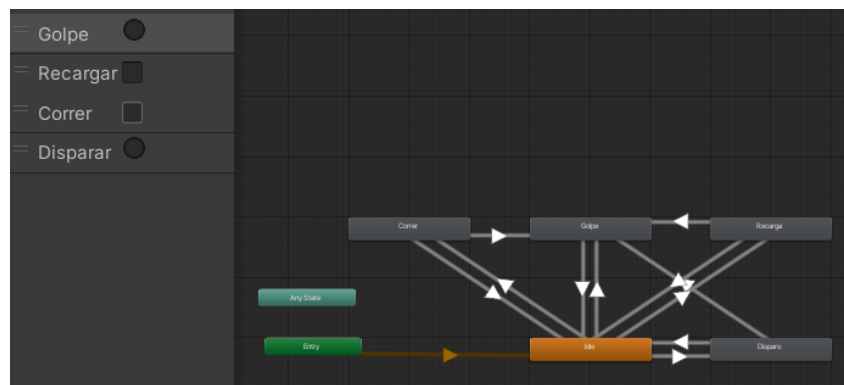 Golpe
Recargar
Correr
Disparar
Correr
Golpe
Recarga
Any State
Entry
Idle
Disparo